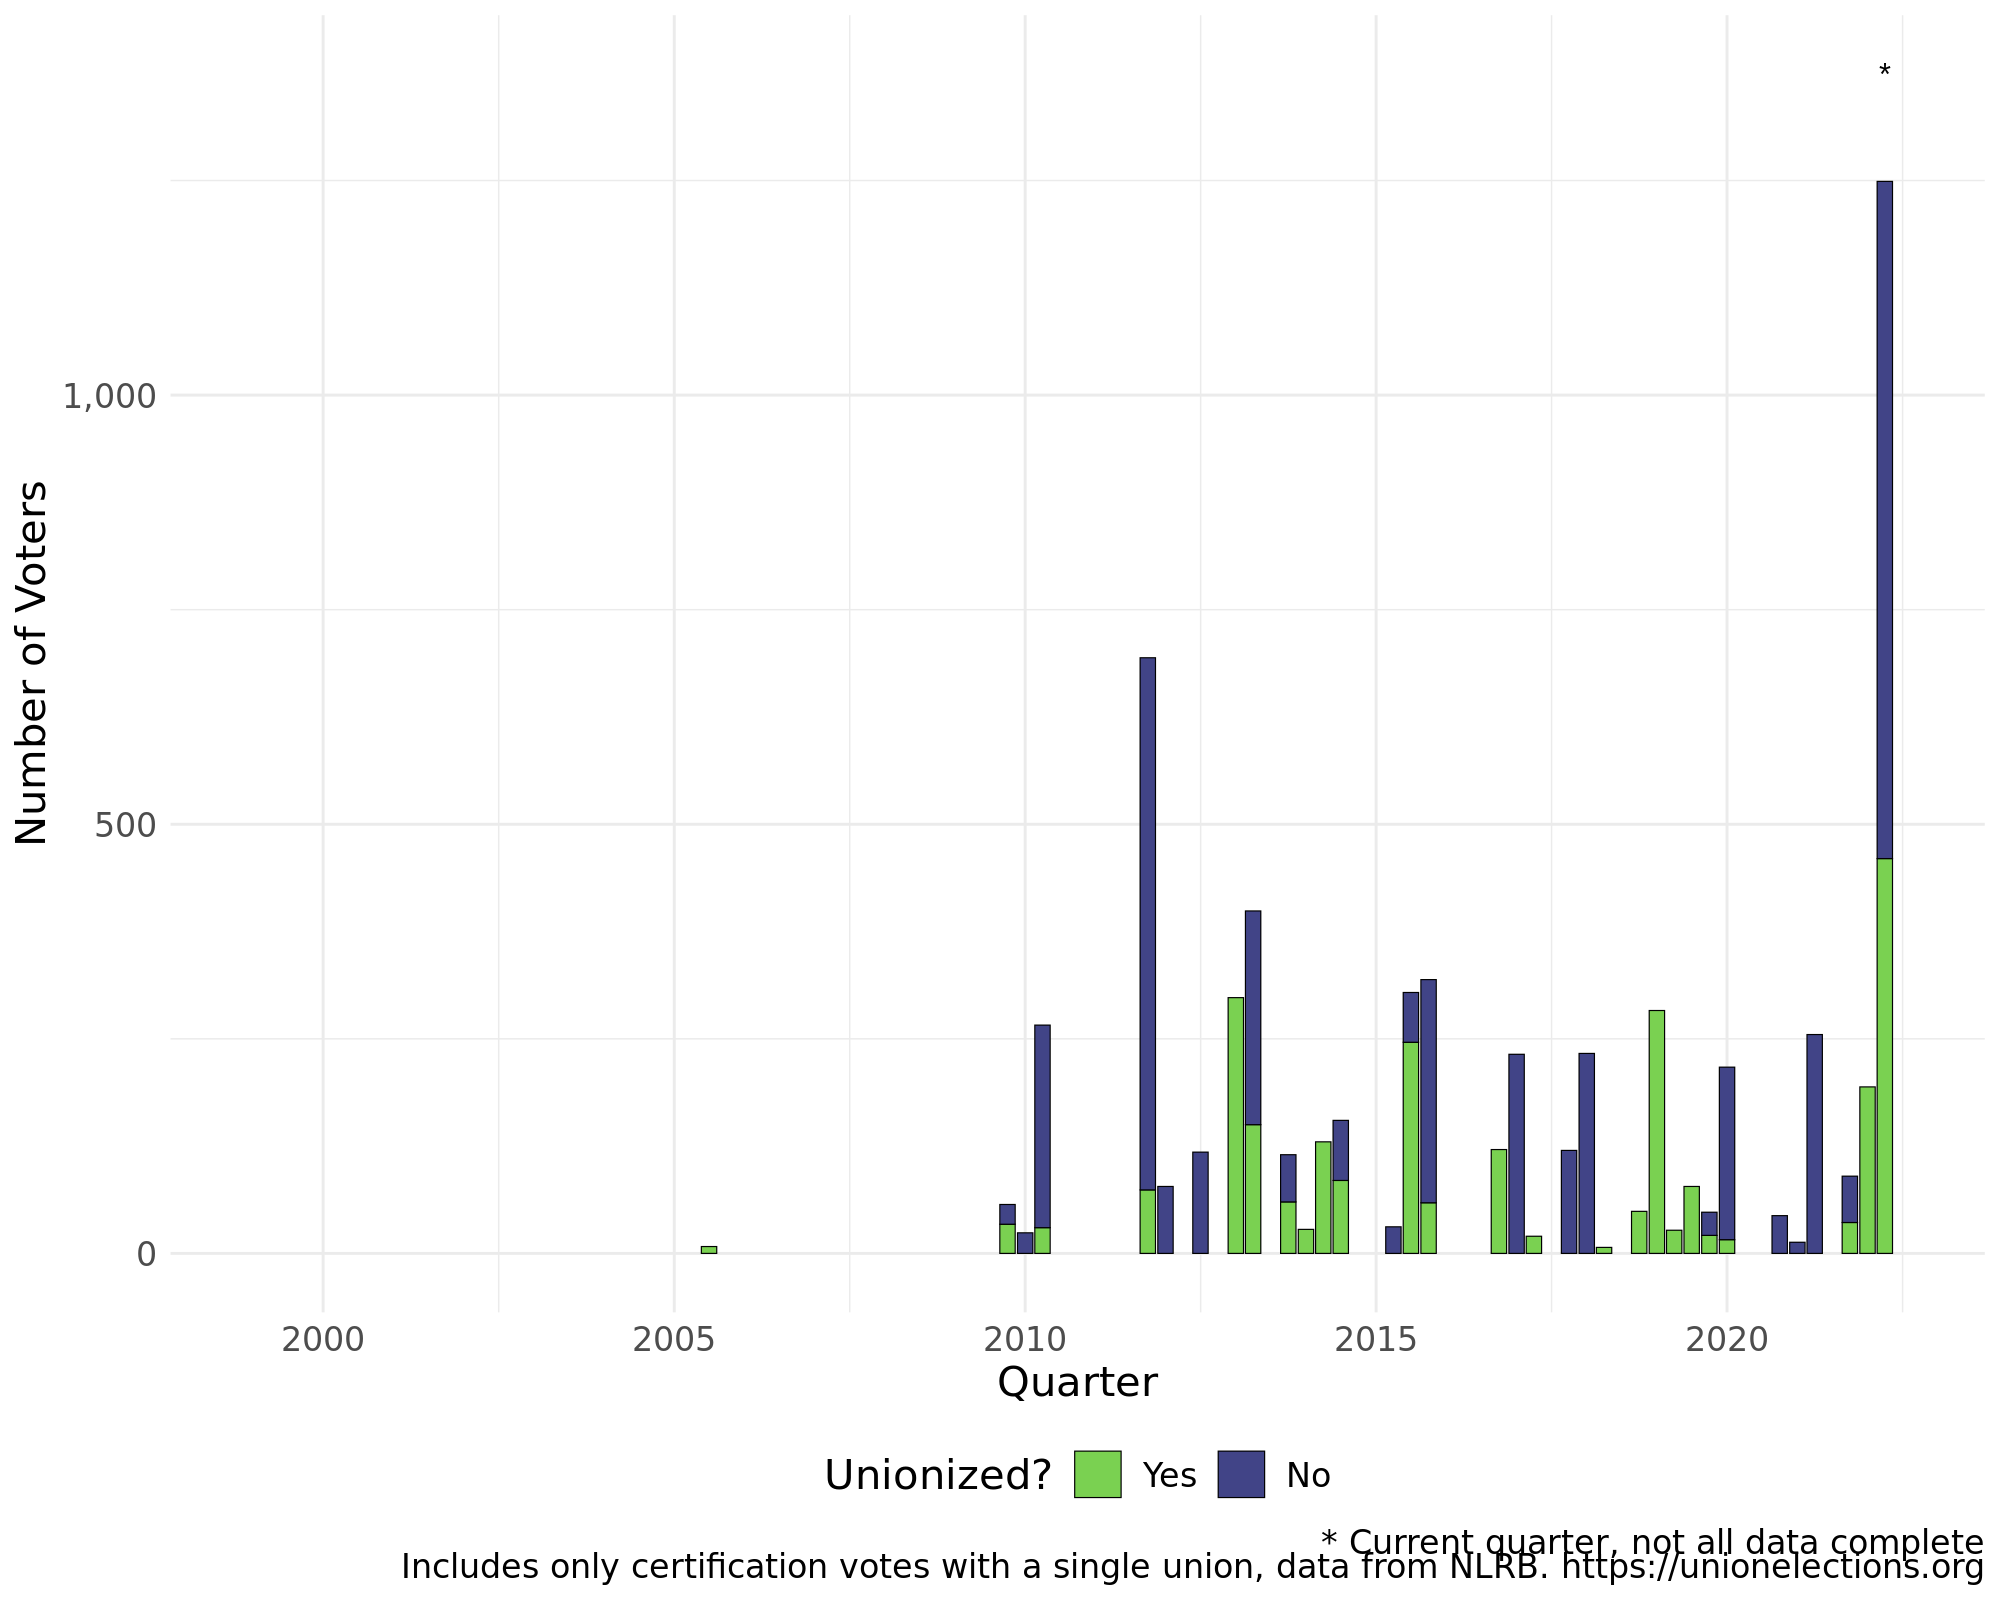 *
1,000
500
0
Number of Voters
2000 2005 2010 2015 2020
Quarter
Unionized? Yes No
* Current quarter, not all data complete
Includes only certification votes with a single union, data from NLRB. https://unionelections.org